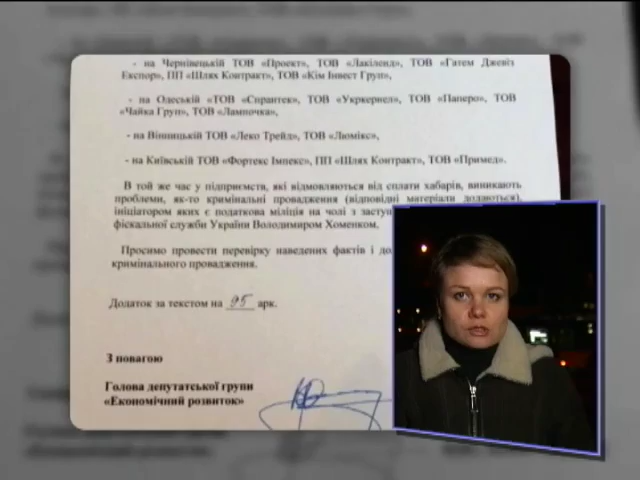 - на Чернівецькій ТОВ «Проект», ТОВ «Лакіленд», ТОВ «Гатем Джевіз
Експор», ПП «Шлях Контракт», ТОВ «Кім Інвест Груп»,
- на Одеській «ТОВ «Спрантек», ТОВ «Укркернел», ТОВ «Паперо», ТОВ
«Чайка Груп», ТОВ «Лампочка»,
- на Вінницькій ТОВ «Леко Трейд», ТОВ «Люмікс»,
- на Київській ТОВ «Фортекс Імпекс», ПП «Шлях Контракт», ТОВ «Примед».
В той же час у підприємств, які відмовляються від сплати хабарів, виникають
проблеми, як-то кримінальні провадження (відповідні матеріали додаються),
ініціатором яких є податкова міліція на чолі з заступ
фіскальної служби України Володимиром Хоменком.
Просимо провести перевірку наведених фактів і до
кримінального провадження.
Додаток за текстом на 95 арк.
З повагою
Голова депутатської групи
«Економічний розвиток»